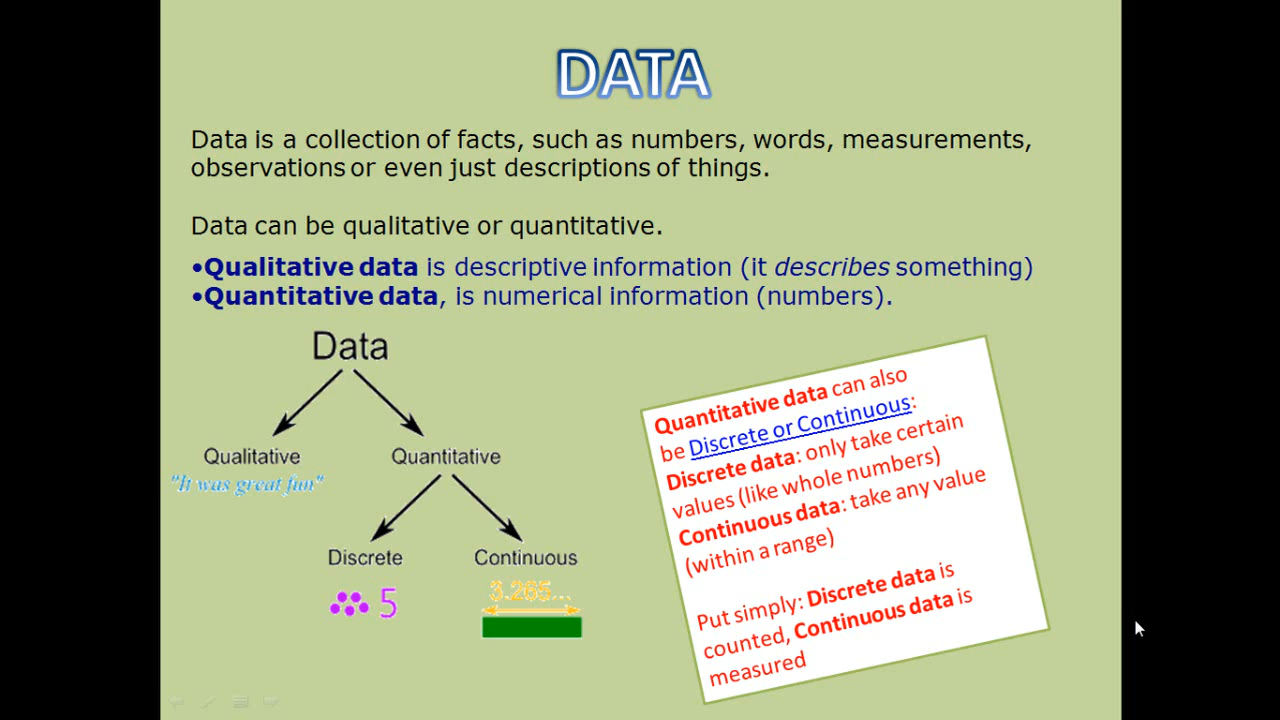 DATA
Data is a collection of facts, such as numbers, words, measurements,
observations or even just descriptions of things.
Data can be qualitative or quantitative.
•Qualitative data is descriptive information (it describes something)
•Quantitative data, is numerical information (numbers).
Data
Qualitative
Quantitative
"It was great fun"
Discrete
Continuous
5
3.265...
Quantitative data can also
be Discrete or Continuous:
Discrete data: only take certain
values (like whole numbers)
Continuous data: take any value
(within a range)
Put simply: Discrete data is
counted, Continuous data is
measured